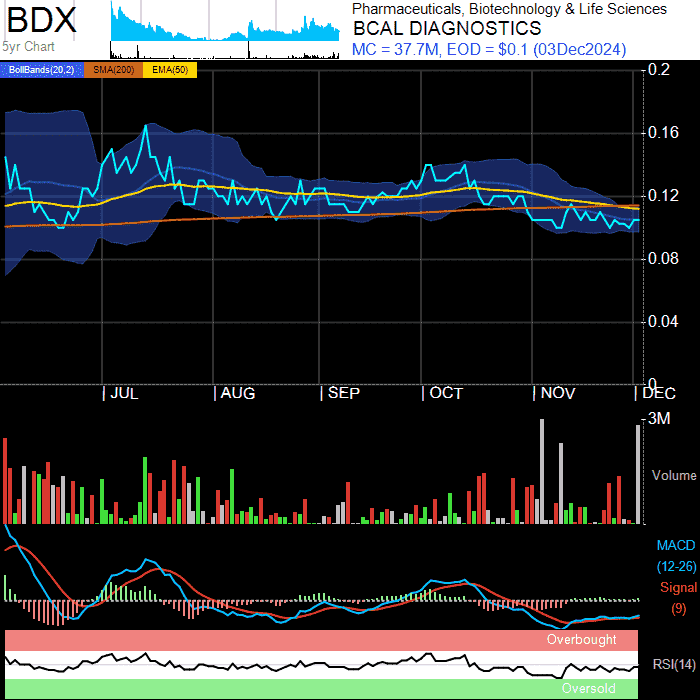 BDX
5yr Chart
Pharmaceuticals, Biotechnology & Life Sciences
BCAL DIAGNOSTICS
MC = 37.7M, EOD = $0.1 (03Dec2024)
BollBands(20,2) SMA(200) EMA(50)
0.2
0.16
0.12
0.08
0.04
0
JUL AUG SEP OCT NOV DEC
3M
Volume
MACD
(12-26)
Signal
(9)
Overbought
RSI(14)
Oversold